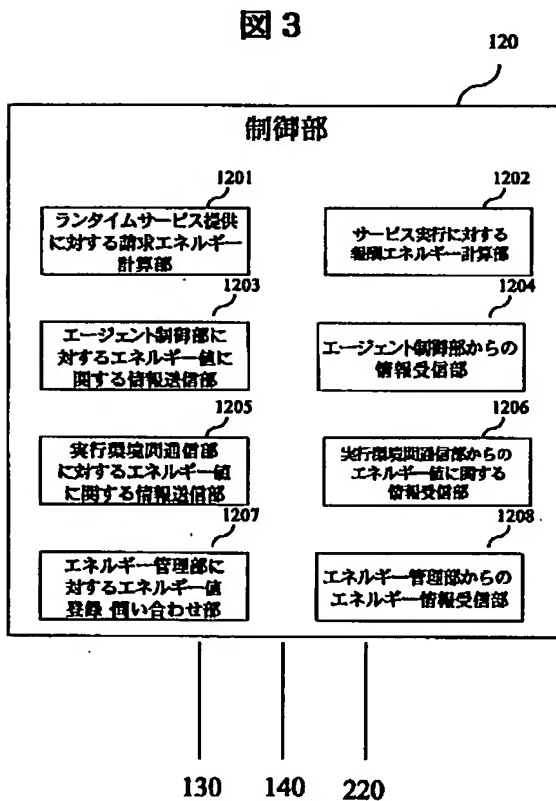 図3
120
制御部
1201
ランタイムサービス提供
に対する請求エネルギー
計算部
1202
サービス実行に対する
報酬エネルギー計算部
1203
エージェント制御部に
対するエネルギー値に
関する情報送信部
1204
エージェント制御部からの
情報受信部
1205
実行環境間通信部
に対するエネルギー値
に関する情報送信部
1206
実行環境間通信部からの
エネルギー値に関する
情報受信部
1207
エネルギー管理部に
対するエネルギー値
登録 問い合わせ部
1208
エネルギー管理部からの
エネルギー情報受信部
130 140 220